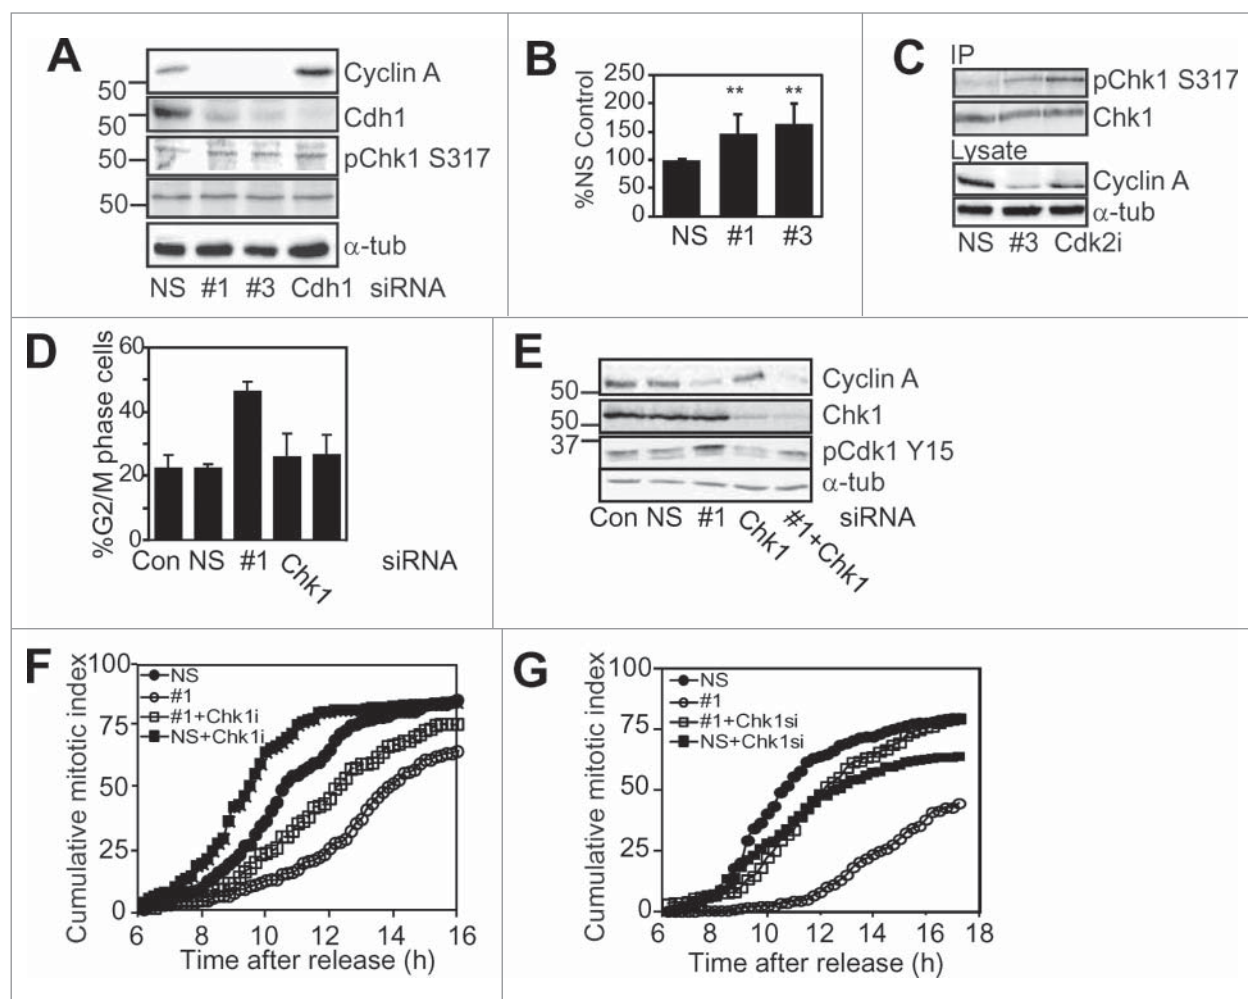 A
Cyclin A
50
Cdh1
50
pChk1 S317
50
50
α-tub
NS #1 #3 Cdh1 siRNA
B
%NS Control
250
200
150
100
50
0
** **
NS #1 #3
C
IP
pChk1 S317
Chk1
Lysate
Cyclin A
α-tub
NS #3 Cdk2i
D
%G2/M phase cells
60
40
20
0
Con NS #1 Chk1 siRNA
E
Cyclin A
50
Chk1
50
37
pCdk1 Y15
α-tub
Con NS #1 Chk1 #1+Chk1 siRNA
F
Cumulative mitotic index
100
75
50
25
0
NS
#1
#1+Chk1i
NS+Chk1i
6 8 10 12 14 16
Time after release (h)
G
Cumulative mitotic index
100
75
50
25
0
NS
#1
#1+Chk1si
NS+Chk1si
6 8 10 12 14 16 18
Time after release (h)